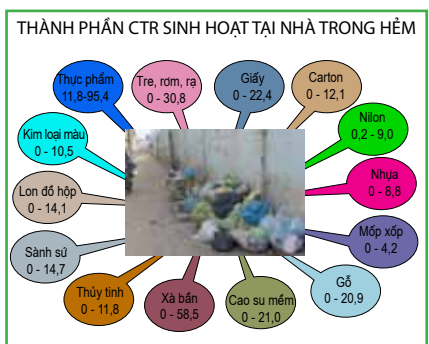 THÀNH PHẦN CTR SINH HOẠT TẠI NHÀ TRONG HẺM
Thực phẩm
11,8-95,4
Tre, rơm, rạ
0 - 30,8
Giấy
0 - 22,4
Carton
0 - 12,1
Nilon
0,2 - 9,0
Nhựa
0 - 8,8
Mốp xốp
0 - 4,2
Gỗ
0 - 20,9
Cao su mềm
0 - 21,0
Xà bần
0 - 58,5
Thủy tinh
0 - 11,8
Sành sứ
0 - 14,7
Lon đồ hộp
0 - 14,1
Kim loại màu
0 - 10,5